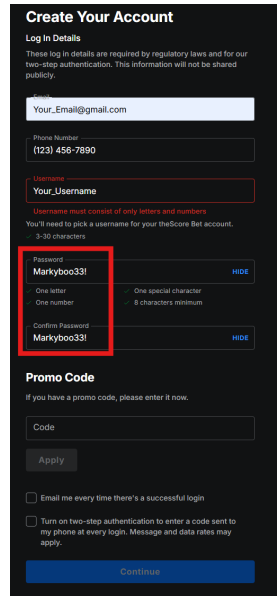 Create Your Account
Log In Details
These log in details are required by regulatory laws and for our
two-step authentication. This information will not be shared
publicly.
Email
Your_Email@gmail.com
Phone Number
(123) 456-7890
Username
Your_Username
Username must consist of only letters and numbers
You'll need to pick a username for your theScore Bet account.
3-30 characters
Password
Markyboo33!
HIDE
One letter
One special character
One number
8 characters minimum
Confirm Password
Markyboo33!
HIDE
Promo Code
If you have a promo code, please enter it now.
Code
Apply
Email me every time there's a successful login
Turn on two-step authentication to enter a code sent to
my phone at every login. Message and data rates may
apply.
Continue